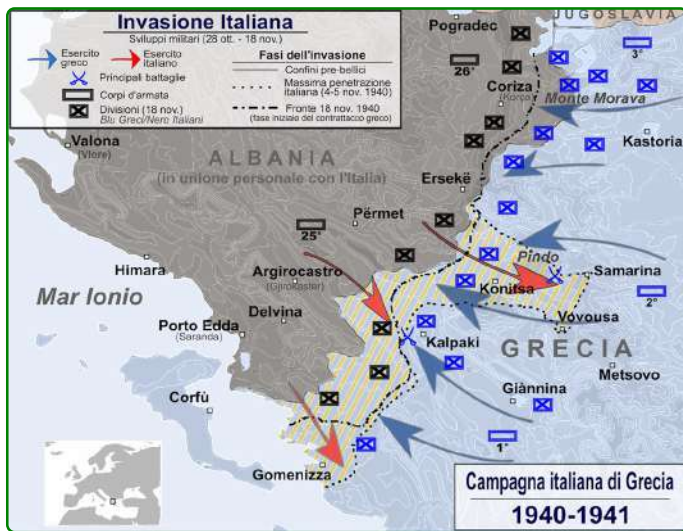 Invasione Italiana
Sviluppi militari (28 ott. - 18 nov.)
Esercito
greco
Esercito
italiano
Principali battaglie
Corpi d'armata
Divisioni (18 nov.)
Blu Greci/Nero Italiani
Fasi dell'invasione
Confini pre-bellici
Massima penetrazione
italiana (4-5 nov. 1940)
Fronte 18 nov. 1940
(fase iniziale del contrattacco greco)
Pogradec
JUGOSLAVIA
26°
3°
Coriza
(Korça)
Monte Morava
Kastoria
Valona
(Vlore)
ALBANIA
(in unione personale con l'Italia)
Ersekë
Përmet
25°
Himara
Argirocastro
(Gjirokaster)
Pindo
Samarina
Konitsa
2°
Mar Ionio
Delvina
Porto Edda
(Saranda)
Vovousa
Kalpaki
GRECIA
Metsovo
Corfù
Giànnina
1°
Gomenizza
Campagna italiana di Grecia
1940-1941